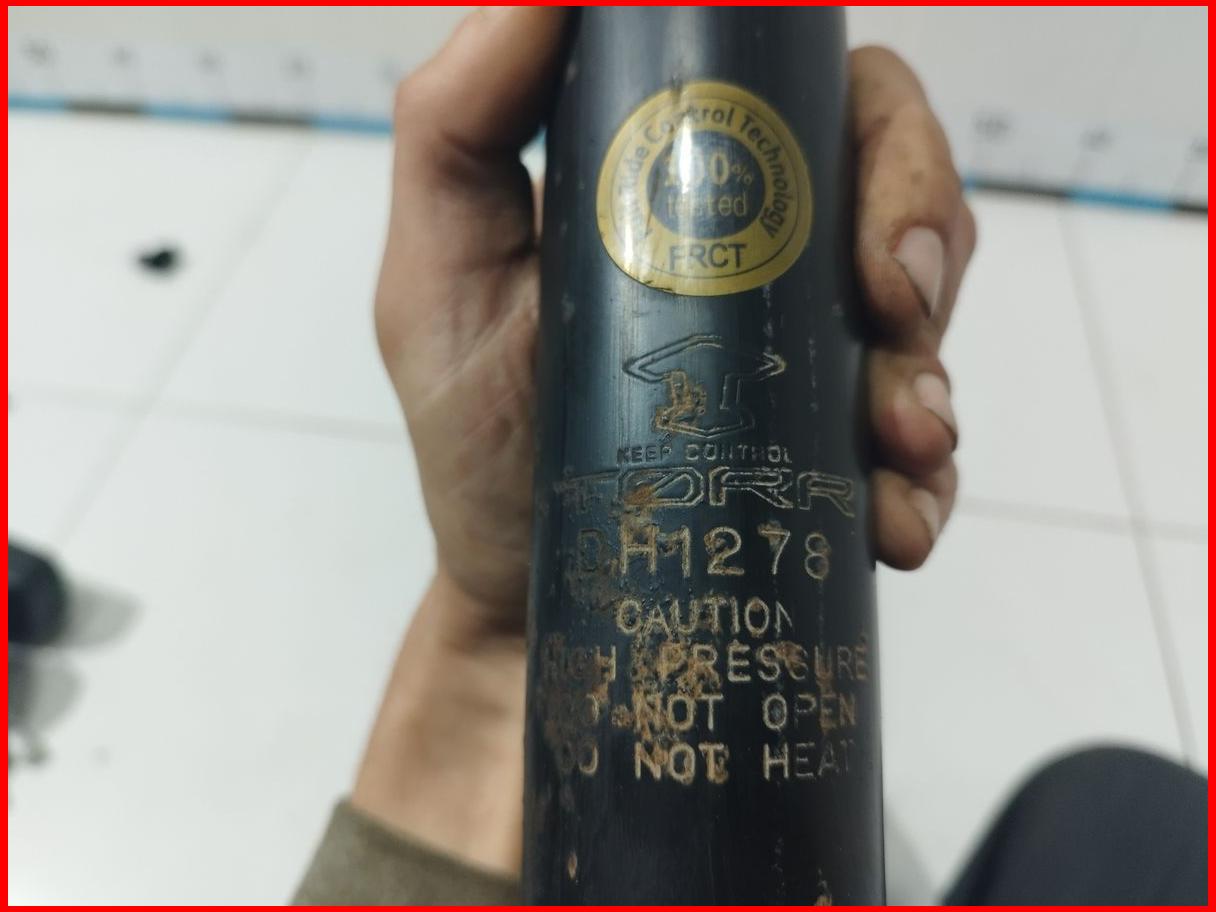 Ride Control Technology
100%
tested
FRCT
KEEP CONTROL
TORR
DH1278
CAUTION
HIGH PRESSURE
DO NOT OPEN
DO NOT HEAT